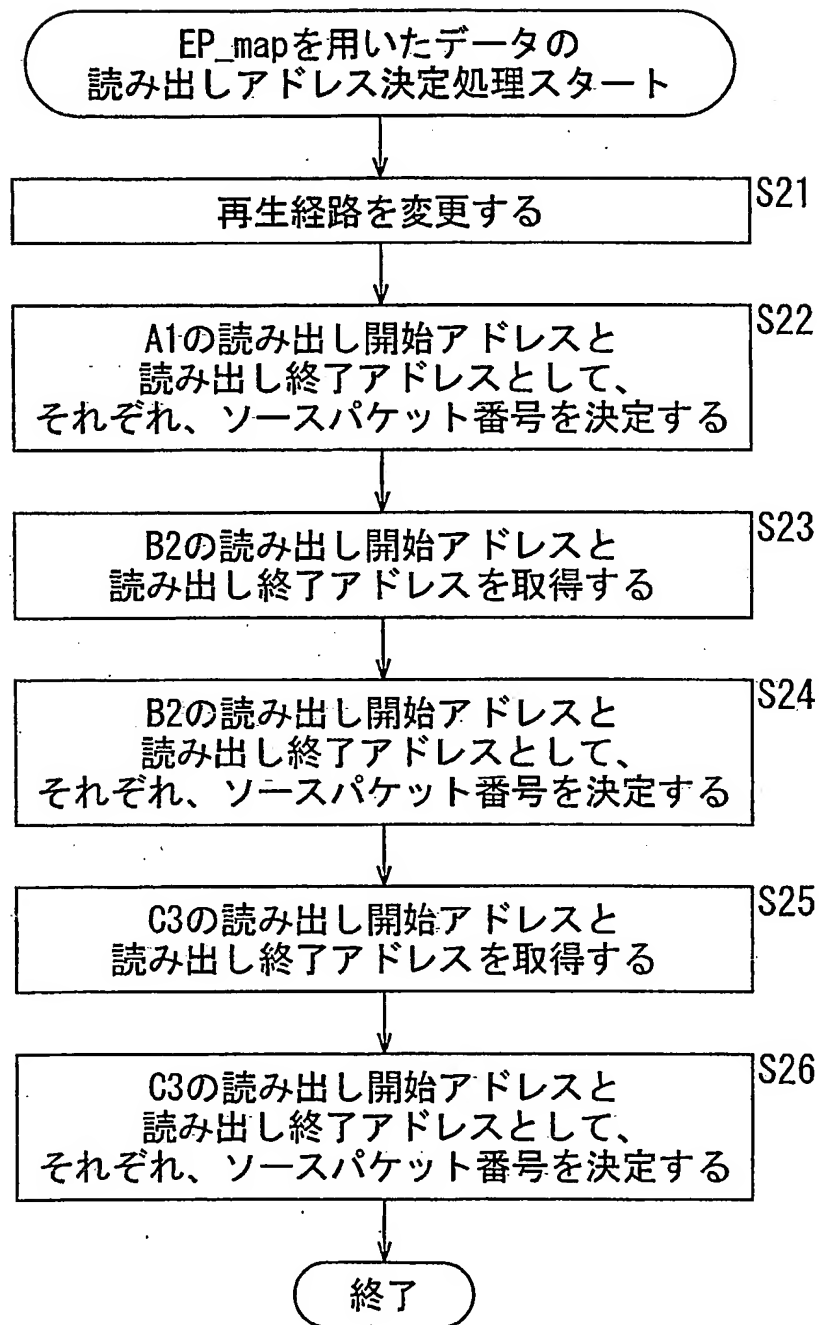 EP_mapを用いたデータの
読み出しアドレス決定処理スタート
再生経路を変更する
S21
A1の読み出し開始アドレスと
読み出し終了アドレスとして、
それぞれ、ソースパケット番号を決定する
S22
B2の読み出し開始アドレスと
読み出し終了アドレスを取得する
S23
B2の読み出し開始アドレスと
読み出し終了アドレスとして、
それぞれ、ソースパケット番号を決定する
S24
C3の読み出し開始アドレスと
読み出し終了アドレスを取得する
S25
C3の読み出し開始アドレスと
読み出し終了アドレスとして、
それぞれ、ソースパケット番号を決定する
S26
終了